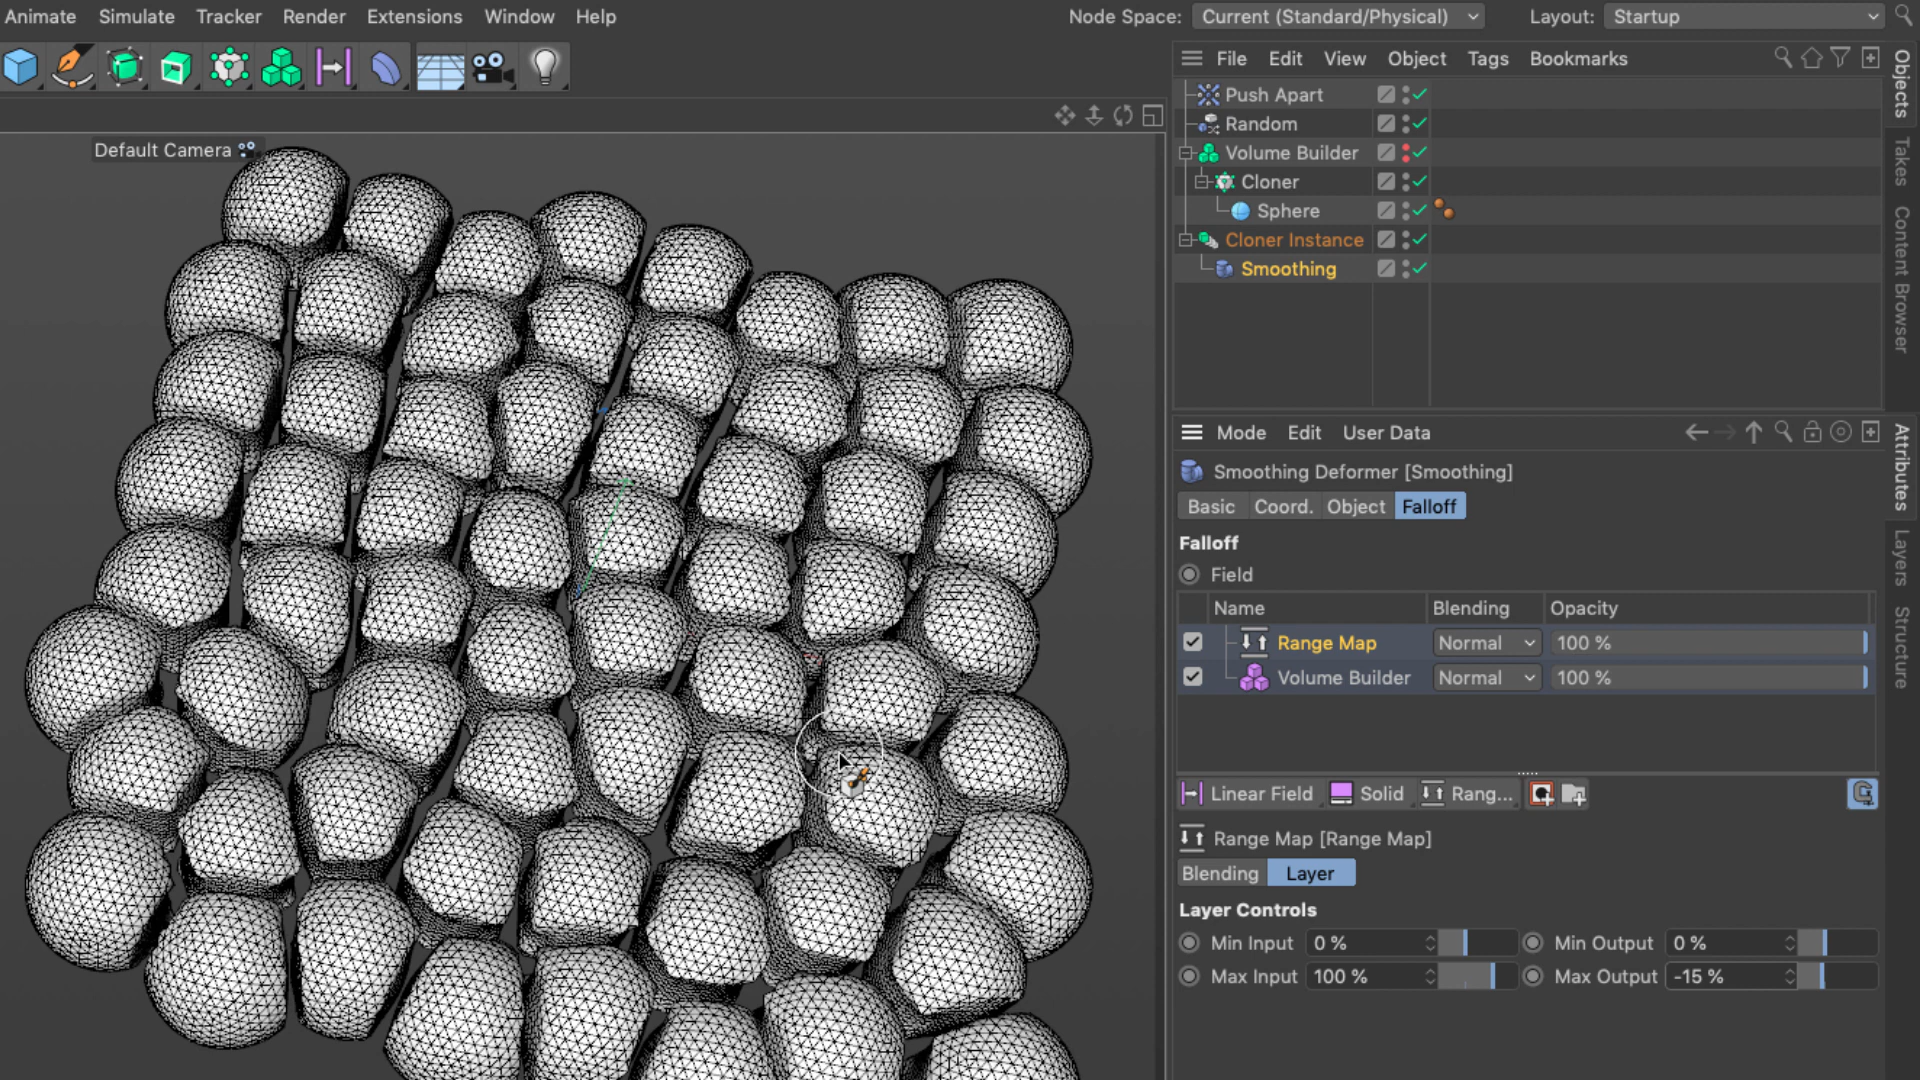 Animate Simulate Tracker Render Extensions Window Help Node Space: Current (Standard/Physical) Layout: Startup
File Edit View Object Tags Bookmarks
Default Camera
Push Apart
Random
Volume Builder
Cloner
Sphere
Cloner Instance
Smoothing
Objects
Takes
Content Browser
Mode Edit User Data
Smoothing Deformer [Smoothing]
Basic Coord. Object Falloff
Falloff
Field
Name Blending Opacity
Range Map Normal 100 %
Volume Builder Normal 100 %
Linear Field Solid Rang...
Range Map [Range Map]
Blending Layer
Layer Controls
Min Input 0 % Min Output 0 %
Max Input 100 % Max Output -15 %
Attributes
Layers
Structure